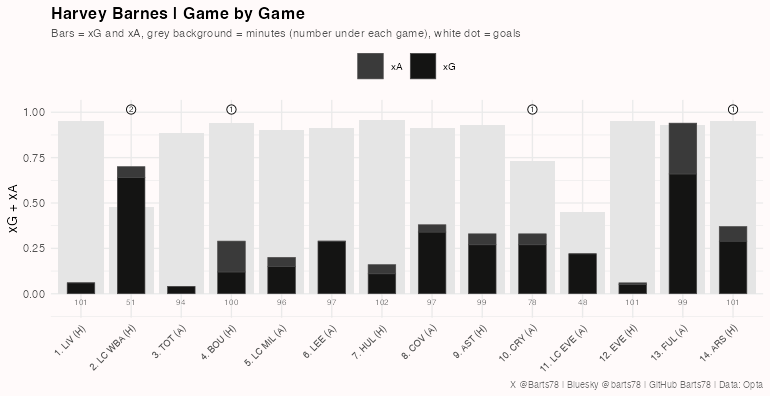 Harvey Barnes | Game by Game
Bars = xG and xA, grey background = minutes (number under each game), white dot = goals
xA xG
xG + xA
2 1 1 1
1.00
0.75
0.50
0.25
0.00
101 51 94 100 96 97 102 97 99 78 48 101 99 101
1. LIV (H)
2. LC WBA (H)
3. TOT (A)
4. BOU (H)
5. LC MIL (A)
6. LEE (A)
7. HUL (H)
8. COV (A)
9. AST (H)
10. CRY (A)
11. LC EVE (A)
12. EVE (H)
13. FUL (A)
14. ARS (H)
X @Barts78 | Bluesky @barts78 | GitHub Barts78 | Data: Opta